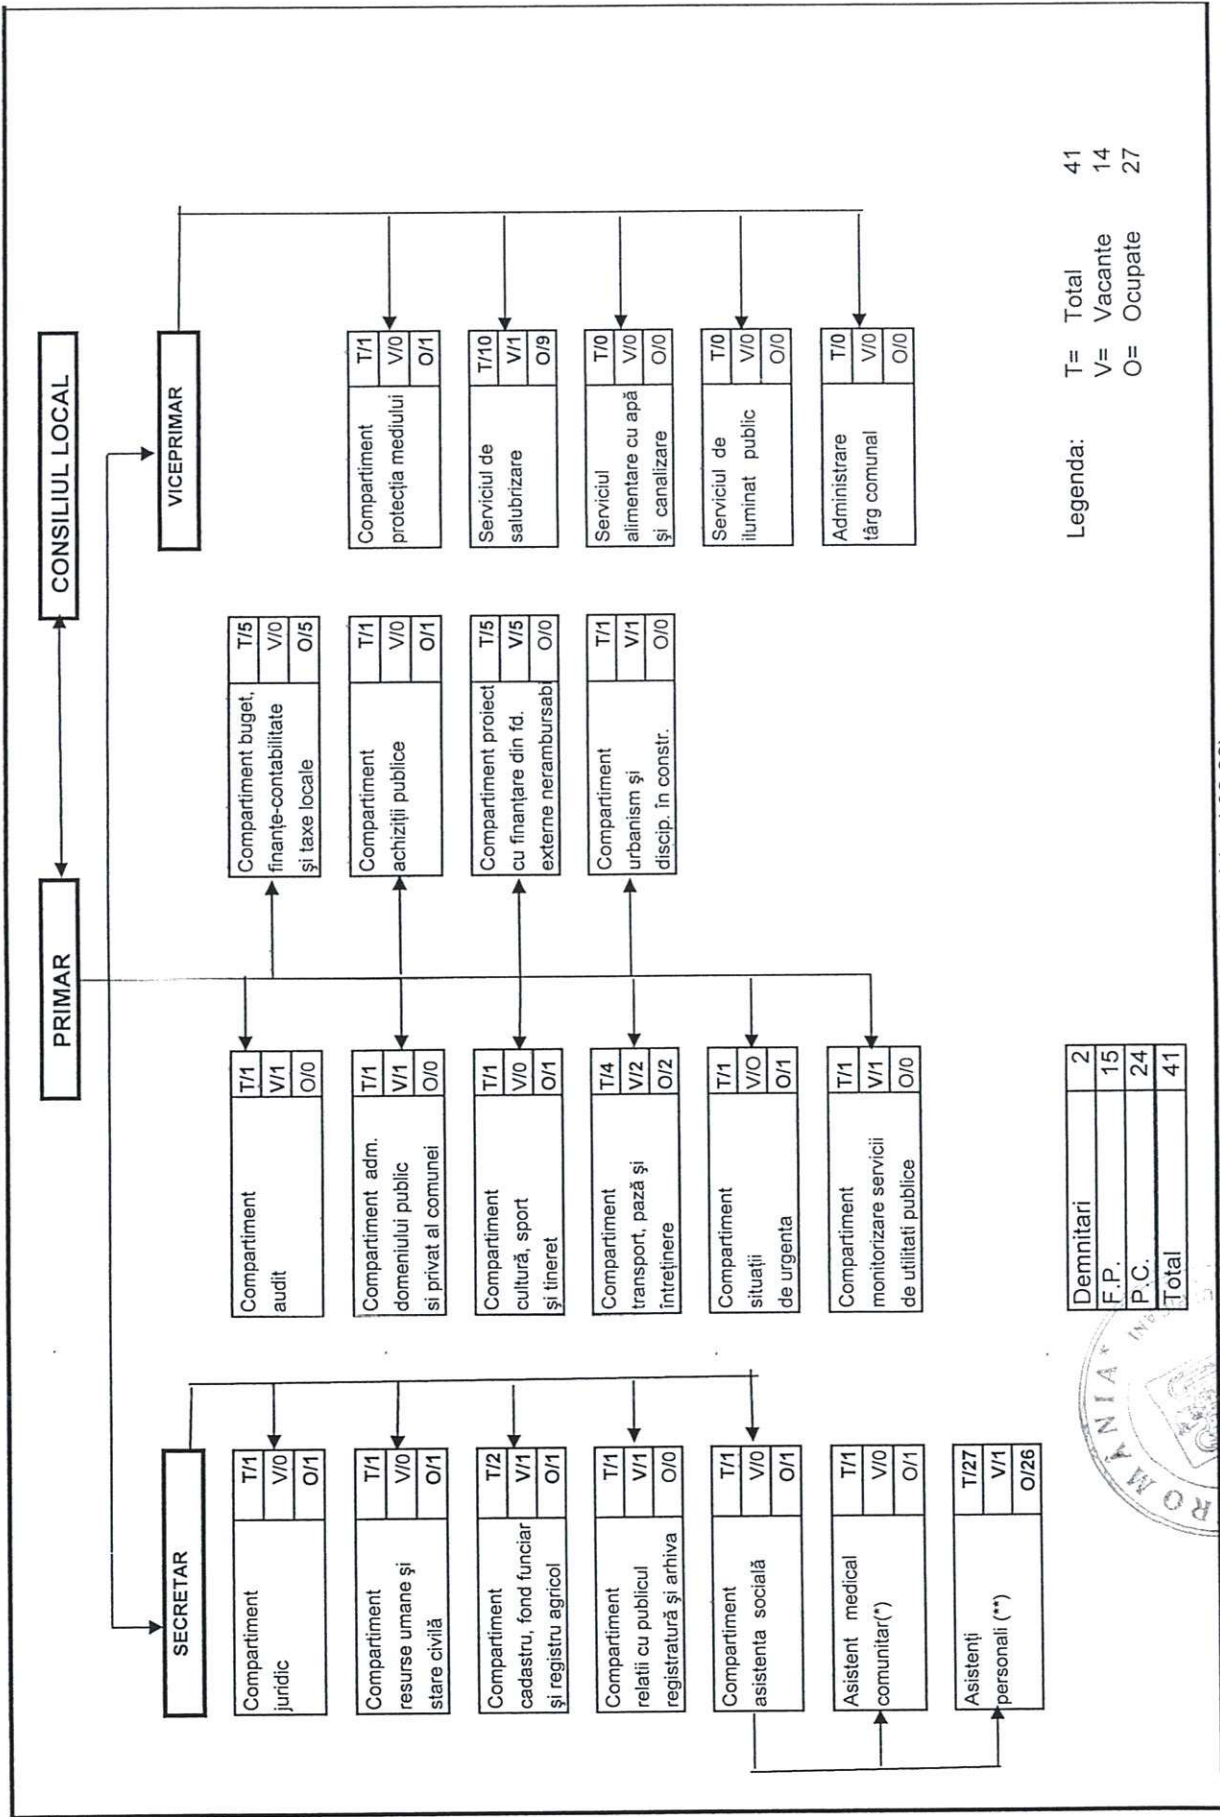 PRIMAR
CONSILIUL LOCAL
SECRETAR
VICEPRIMAR
Compartiment
juridic
T/1
V/0
O/1
Compartiment
resurse umane și
stare civilă
T/1
V/0
O/1
Compartiment
cadastru, fond funciar
și registru agricol
T/2
V/1
O/1
Compartiment
relatii cu publicul
registratură și arhiva
T/1
V/1
O/0
Compartiment
asistenta socială
T/1
V/0
O/1
Asistent medical
comunitar(*)
T/1
V/0
O/1
Asistenți
personali (**)
T/27
V/1
O/26
Compartiment
audit
T/1
V/1
O/0
Compartiment adm.
domeniului public
si privat al comunei
T/1
V/1
O/0
Compartiment
cultură, sport
și tineret
T/1
V/0
O/1
Compartiment
transport, pază și
întreținere
T/4
V/2
O/2
Compartiment
situații
de urgenta
T/1
V/O
O/1
Compartiment
monitorizare servicii
de utilitati publice
T/1
V/1
O/0
Compartiment buget,
finanțe-contabilitate
și taxe locale
T/5
V/0
O/5
Compartiment
achiziții publice
T/1
V/0
O/1
Compartiment proiect
cu finanțare din fd.
externe nerambursabi
T/5
V/5
O/0
Compartiment
urbanism și
discip. în constr.
T/1
V/1
O/0
Compartiment
protecția mediului
T/1
V/0
O/1
Serviciul de
salubrizare
T/10
V/1
O/9
Serviciul
alimentare cu apă
și canalizare
T/0
V/0
O/0
Serviciul de
iluminat public
T/0
V/0
O/0
Administrare
târg comunal
T/0
V/0
O/0
Demnitari 2
F.P. 15
P.C. 24
Total 41
Legenda:
T= Total 41
V= Vacante 14
O= Ocupate 27
ROMÂNIA *